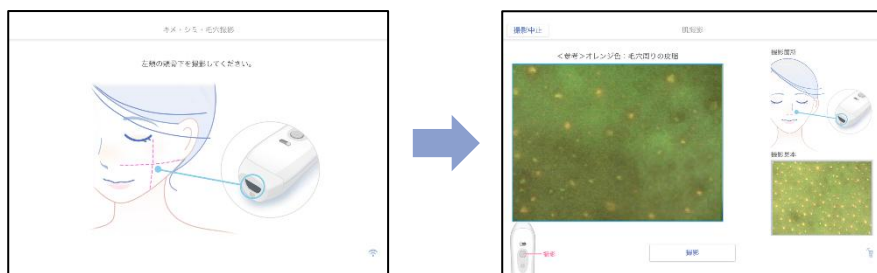 キメ・シミ・毛穴撮影
左頬の頬骨下を撮影してください。
撮影中止
肌撮影
<参考>オレンジ色：毛穴周りの皮脂
撮影箇所
撮影見本
撮影
撮影